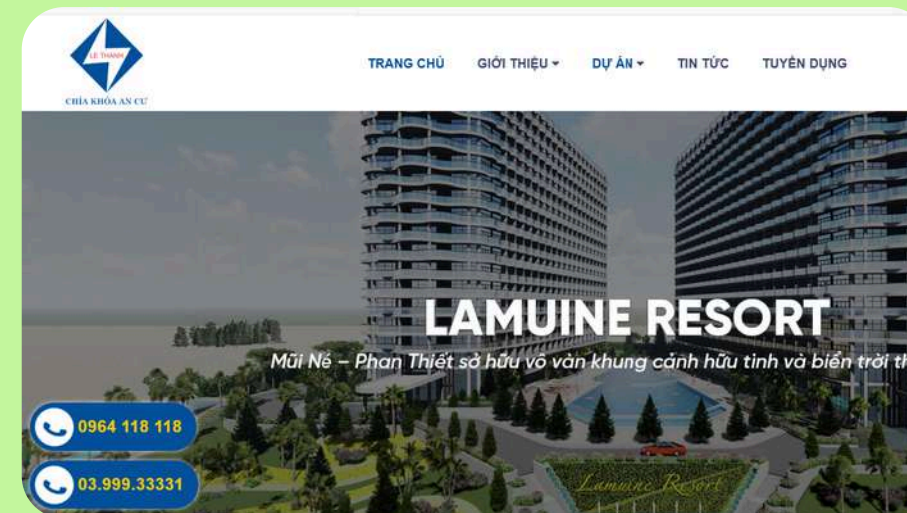 LÊ THÀNH
CHÌA KHÓA AN CƯ
TRANG CHỦ GIỚI THIỆU DỰ ÁN TIN TỨC TUYỂN DỤNG
LAMUINE RESORT
Mũi Né – Phan Thiết sở hữu vô vàn khung cảnh hữu tình và biển trời th
0964 118 118
03.999.33331
Lamuine Resort